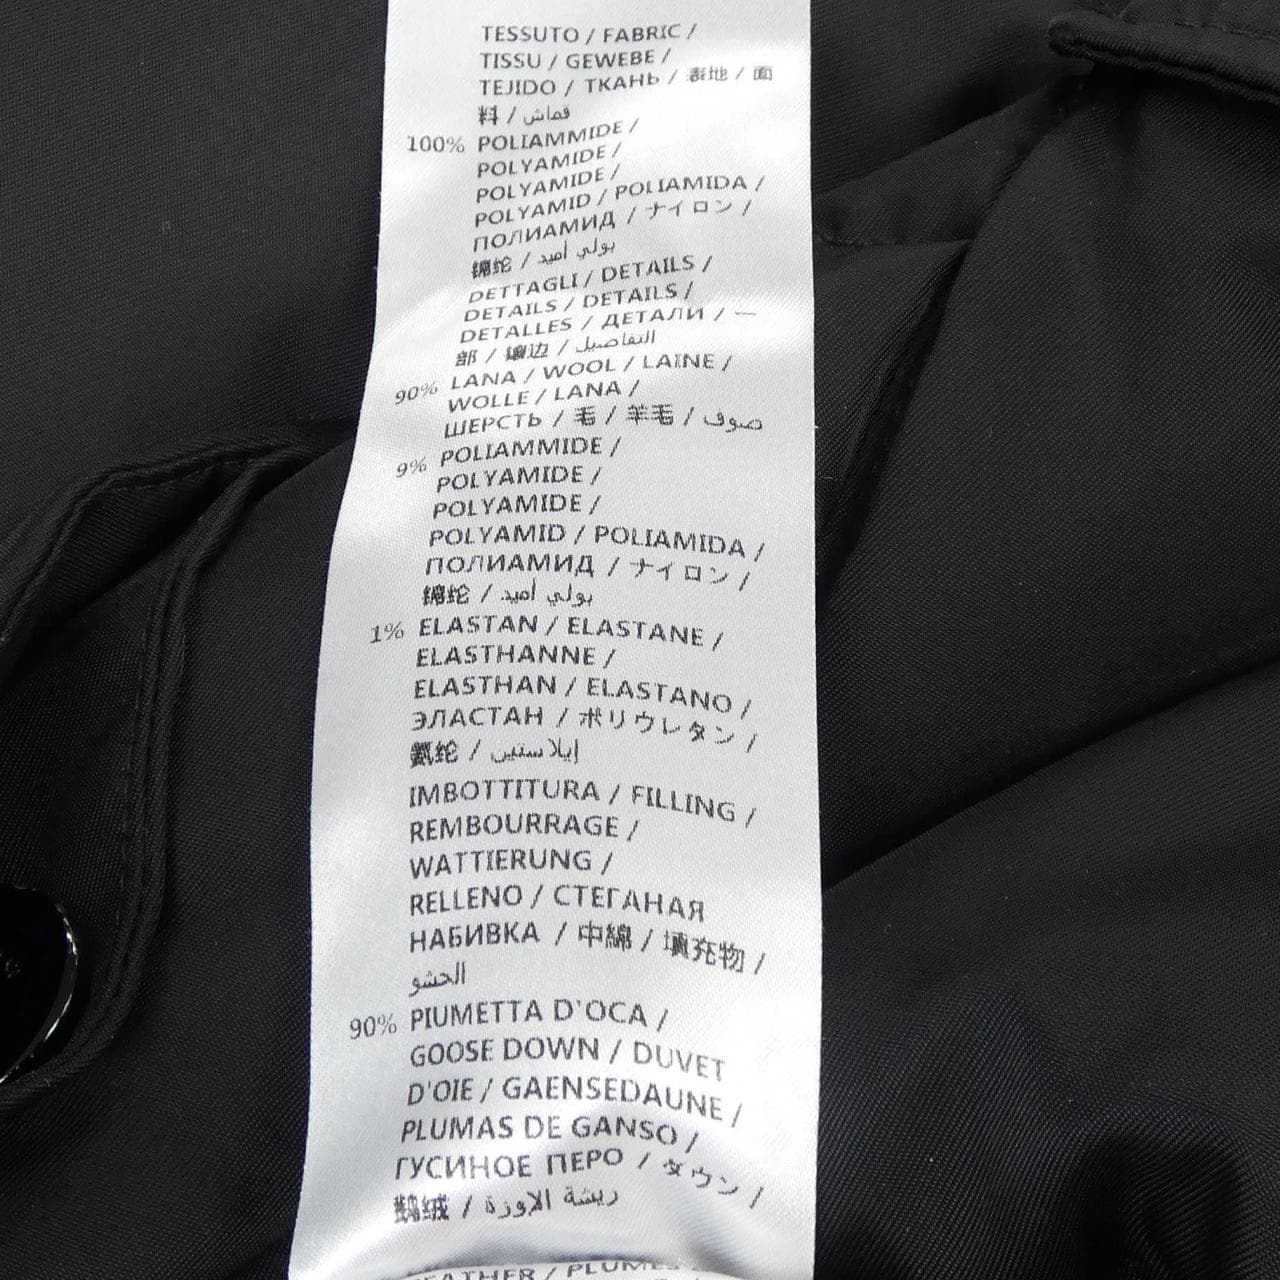 TESSUTO / FABRIC /
TISSU / GEWEBE /
TEJIDO / ТКАНЬ / 表地 / 面
料 / قماش
100% POLIAMMIDE /
POLYAMIDE /
POLYAMIDE /
POLYAMID / POLIAMIDA /
ПОЛИАМИД / ナイロン /
锦纶 / بولي أميد
DETTAGLI / DETAILS /
DETAILS / DETAILS /
DETALLES / ДЕТАЛИ / 一
部 / 镶边 / التفاصيل
90% LANA / WOOL / LAINE /
WOLLE / LANA /
ШЕРСТЬ / 毛 / 羊毛 / صوف
9% POLIAMMIDE /
POLYAMIDE /
POLYAMIDE /
POLYAMID / POLIAMIDA /
ПОЛИАМИД / ナイロン /
锦纶 / بولي أميد
1% ELASTAN / ELASTANE /
ELASTHANNE /
ELASTHAN / ELASTANO /
ЭЛАСТАН / ポリウレタン /
氨纶 / إيلاستين
IMBOTTITURA / FILLING /
REMBOURRAGE /
WATTIERUNG /
RELLENO / СТЕГАНАЯ
НАБИВКА / 中綿 / 填充物 /
الحشو
90% PIUMETTA D'OCA /
GOOSE DOWN / DUVET
D'OIE / GAENSEDAUNE /
PLUMAS DE GANSO /
ГУСИНОЕ ПЕРО / ダウン /
鹅绒 / ريشة الاوزة